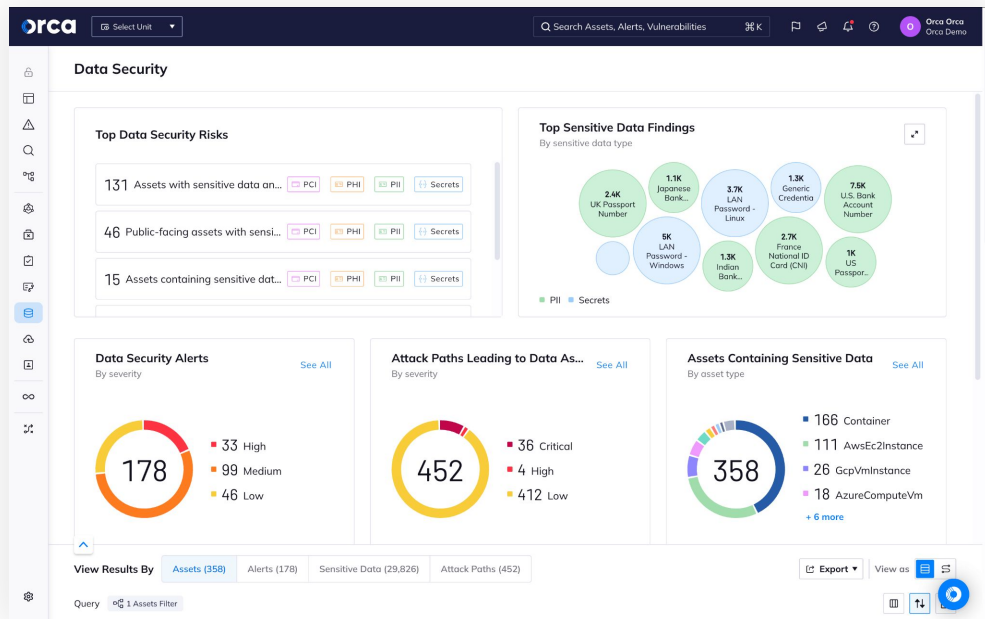 orca
Select Unit
Search Assets, Alerts, Vulnerabilities
⌘ K
O
Orca Orca
Orca Demo
Data Security
Top Data Security Risks
131 Assets with sensitive data an... PCI PHI PII Secrets
46 Public-facing assets with sensi... PCI PHI PII Secrets
15 Assets containing sensitive dat... PCI PHI PII Secrets
Top Sensitive Data Findings
By sensitive data type
2.4K
UK Passport
Number
1.1K
Japanese
Bank...
3.7K
LAN
Password -
Linux
1.3K
Generic
Credentia
7.5K
U.S. Bank
Account
Number
5K
LAN
Password -
Windows
1.3K
Indian
Bank...
2.7K
France
National ID
Card (CNI)
1K
US
Passpor...
PII Secrets
Data Security Alerts
By severity
See All
178
33 High
99 Medium
46 Low
Attack Paths Leading to Data As...
By severity
See All
452
36 Critical
4 High
412 Low
Assets Containing Sensitive Data
By asset type
See All
358
166 Container
111 AwsEc2Instance
26 GcpVmInstance
18 AzureComputeVm
+ 6 more
View Results By
Assets (358)
Alerts (178)
Sensitive Data (29,826)
Attack Paths (452)
Export
View as
Query
1 Assets Filter